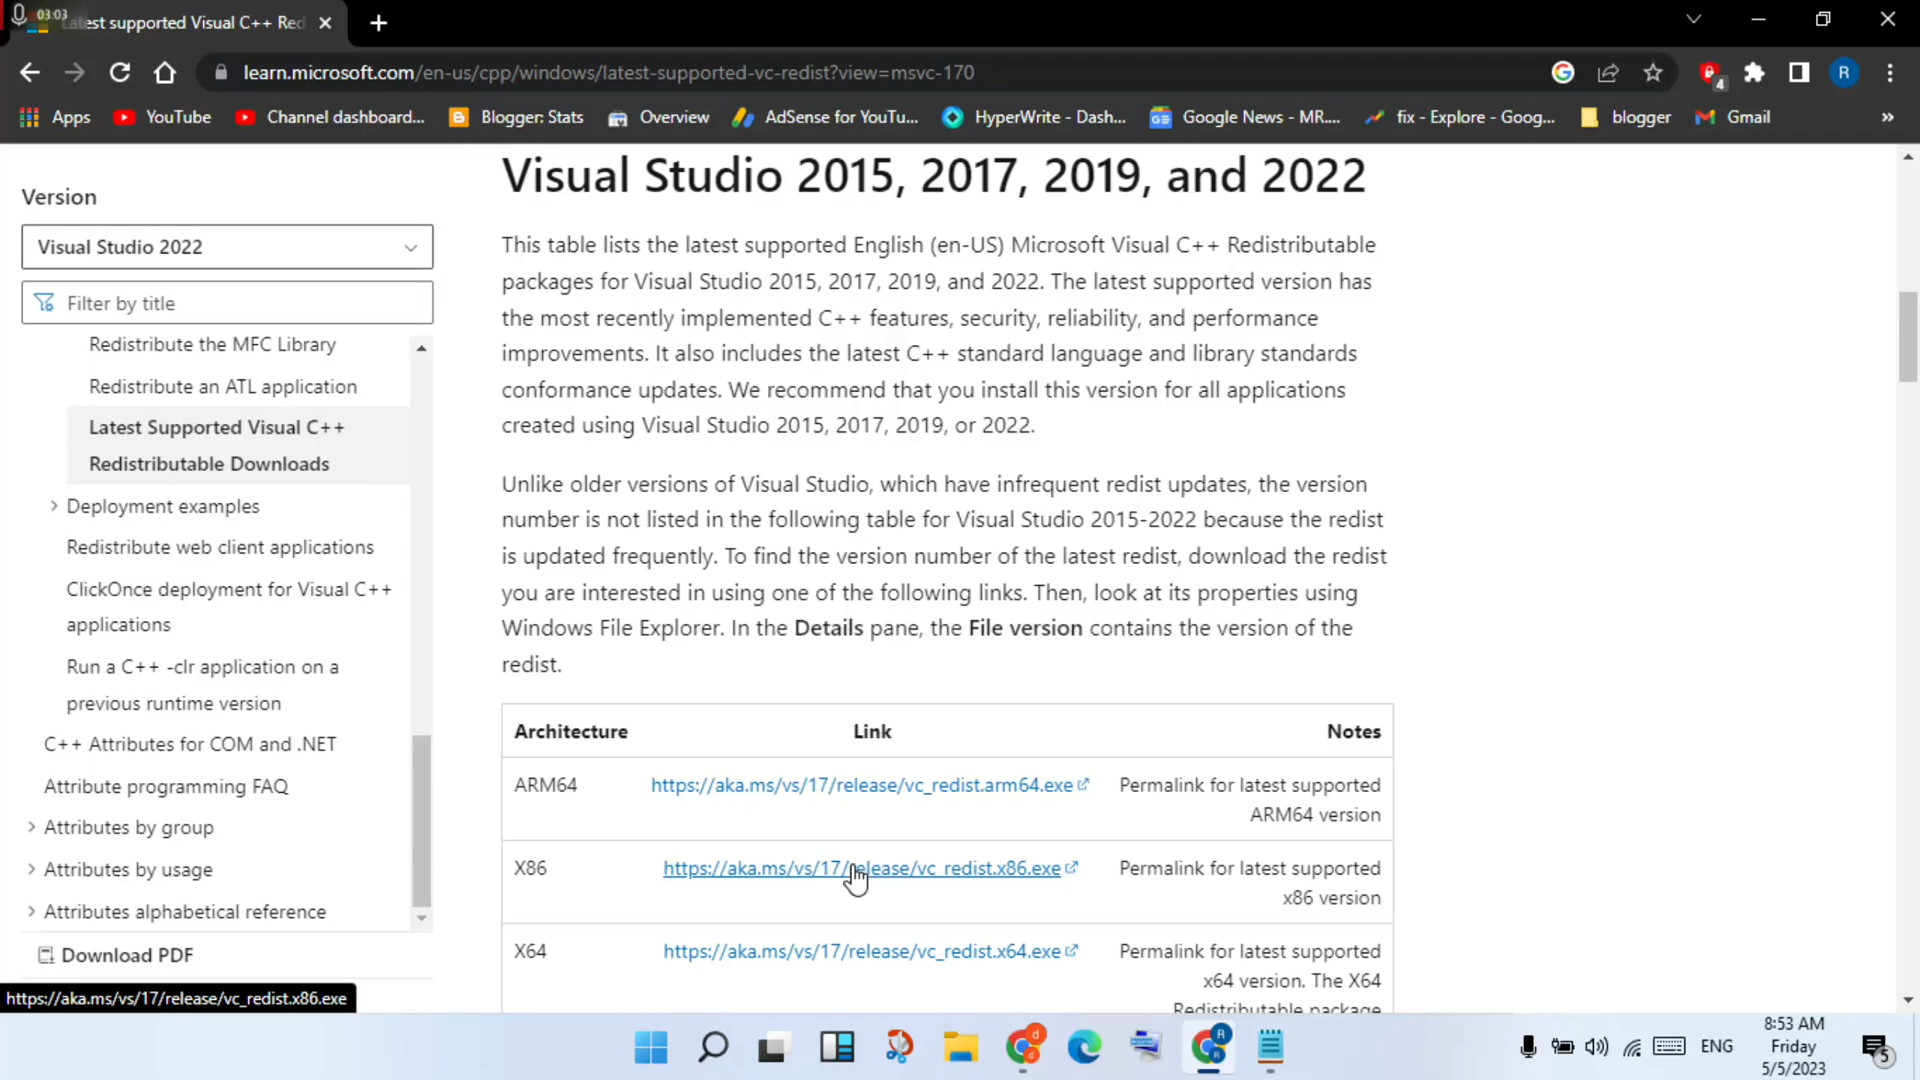 03:03
atest supported Visual C++ Red
learn.microsoft.com/en-us/cpp/windows/latest-supported-vc-redist?view=msvc-170
4
R
Apps
YouTube
Channel dashboard...
Blogger: Stats
Overview
AdSense for YouTu...
HyperWrite - Dash...
Google News - MR....
fix - Explore - Goog...
blogger
Gmail
»
Version
Visual Studio 2022
Filter by title
Redistribute the MFC Library
Redistribute an ATL application
Latest Supported Visual C++
Redistributable Downloads
Deployment examples
Redistribute web client applications
ClickOnce deployment for Visual C++
applications
Run a C++ -clr application on a
previous runtime version
C++ Attributes for COM and .NET
Attribute programming FAQ
Attributes by group
Attributes by usage
Attributes alphabetical reference
Download PDF
https://aka.ms/vs/17/release/vc_redist.x86.exe
Visual Studio 2015, 2017, 2019, and 2022
This table lists the latest supported English (en-US) Microsoft Visual C++ Redistributable
packages for Visual Studio 2015, 2017, 2019, and 2022. The latest supported version has
the most recently implemented C++ features, security, reliability, and performance
improvements. It also includes the latest C++ standard language and library standards
conformance updates. We recommend that you install this version for all applications
created using Visual Studio 2015, 2017, 2019, or 2022.
Unlike older versions of Visual Studio, which have infrequent redist updates, the version
number is not listed in the following table for Visual Studio 2015-2022 because the redist
is updated frequently. To find the version number of the latest redist, download the redist
you are interested in using one of the following links. Then, look at its properties using
Windows File Explorer. In the Details pane, the File version contains the version of the
redist.
Architecture Link Notes
ARM64 https://aka.ms/vs/17/release/vc_redist.arm64.exe Permalink for latest supported
ARM64 version
X86 https://aka.ms/vs/17/release/vc_redist.x86.exe Permalink for latest supported
x86 version
X64 https://aka.ms/vs/17/release/vc_redist.x64.exe Permalink for latest supported
x64 version. The X64
Redistributable package
d
R
R
ENG
8:53 AM
Friday
5/5/2023
5